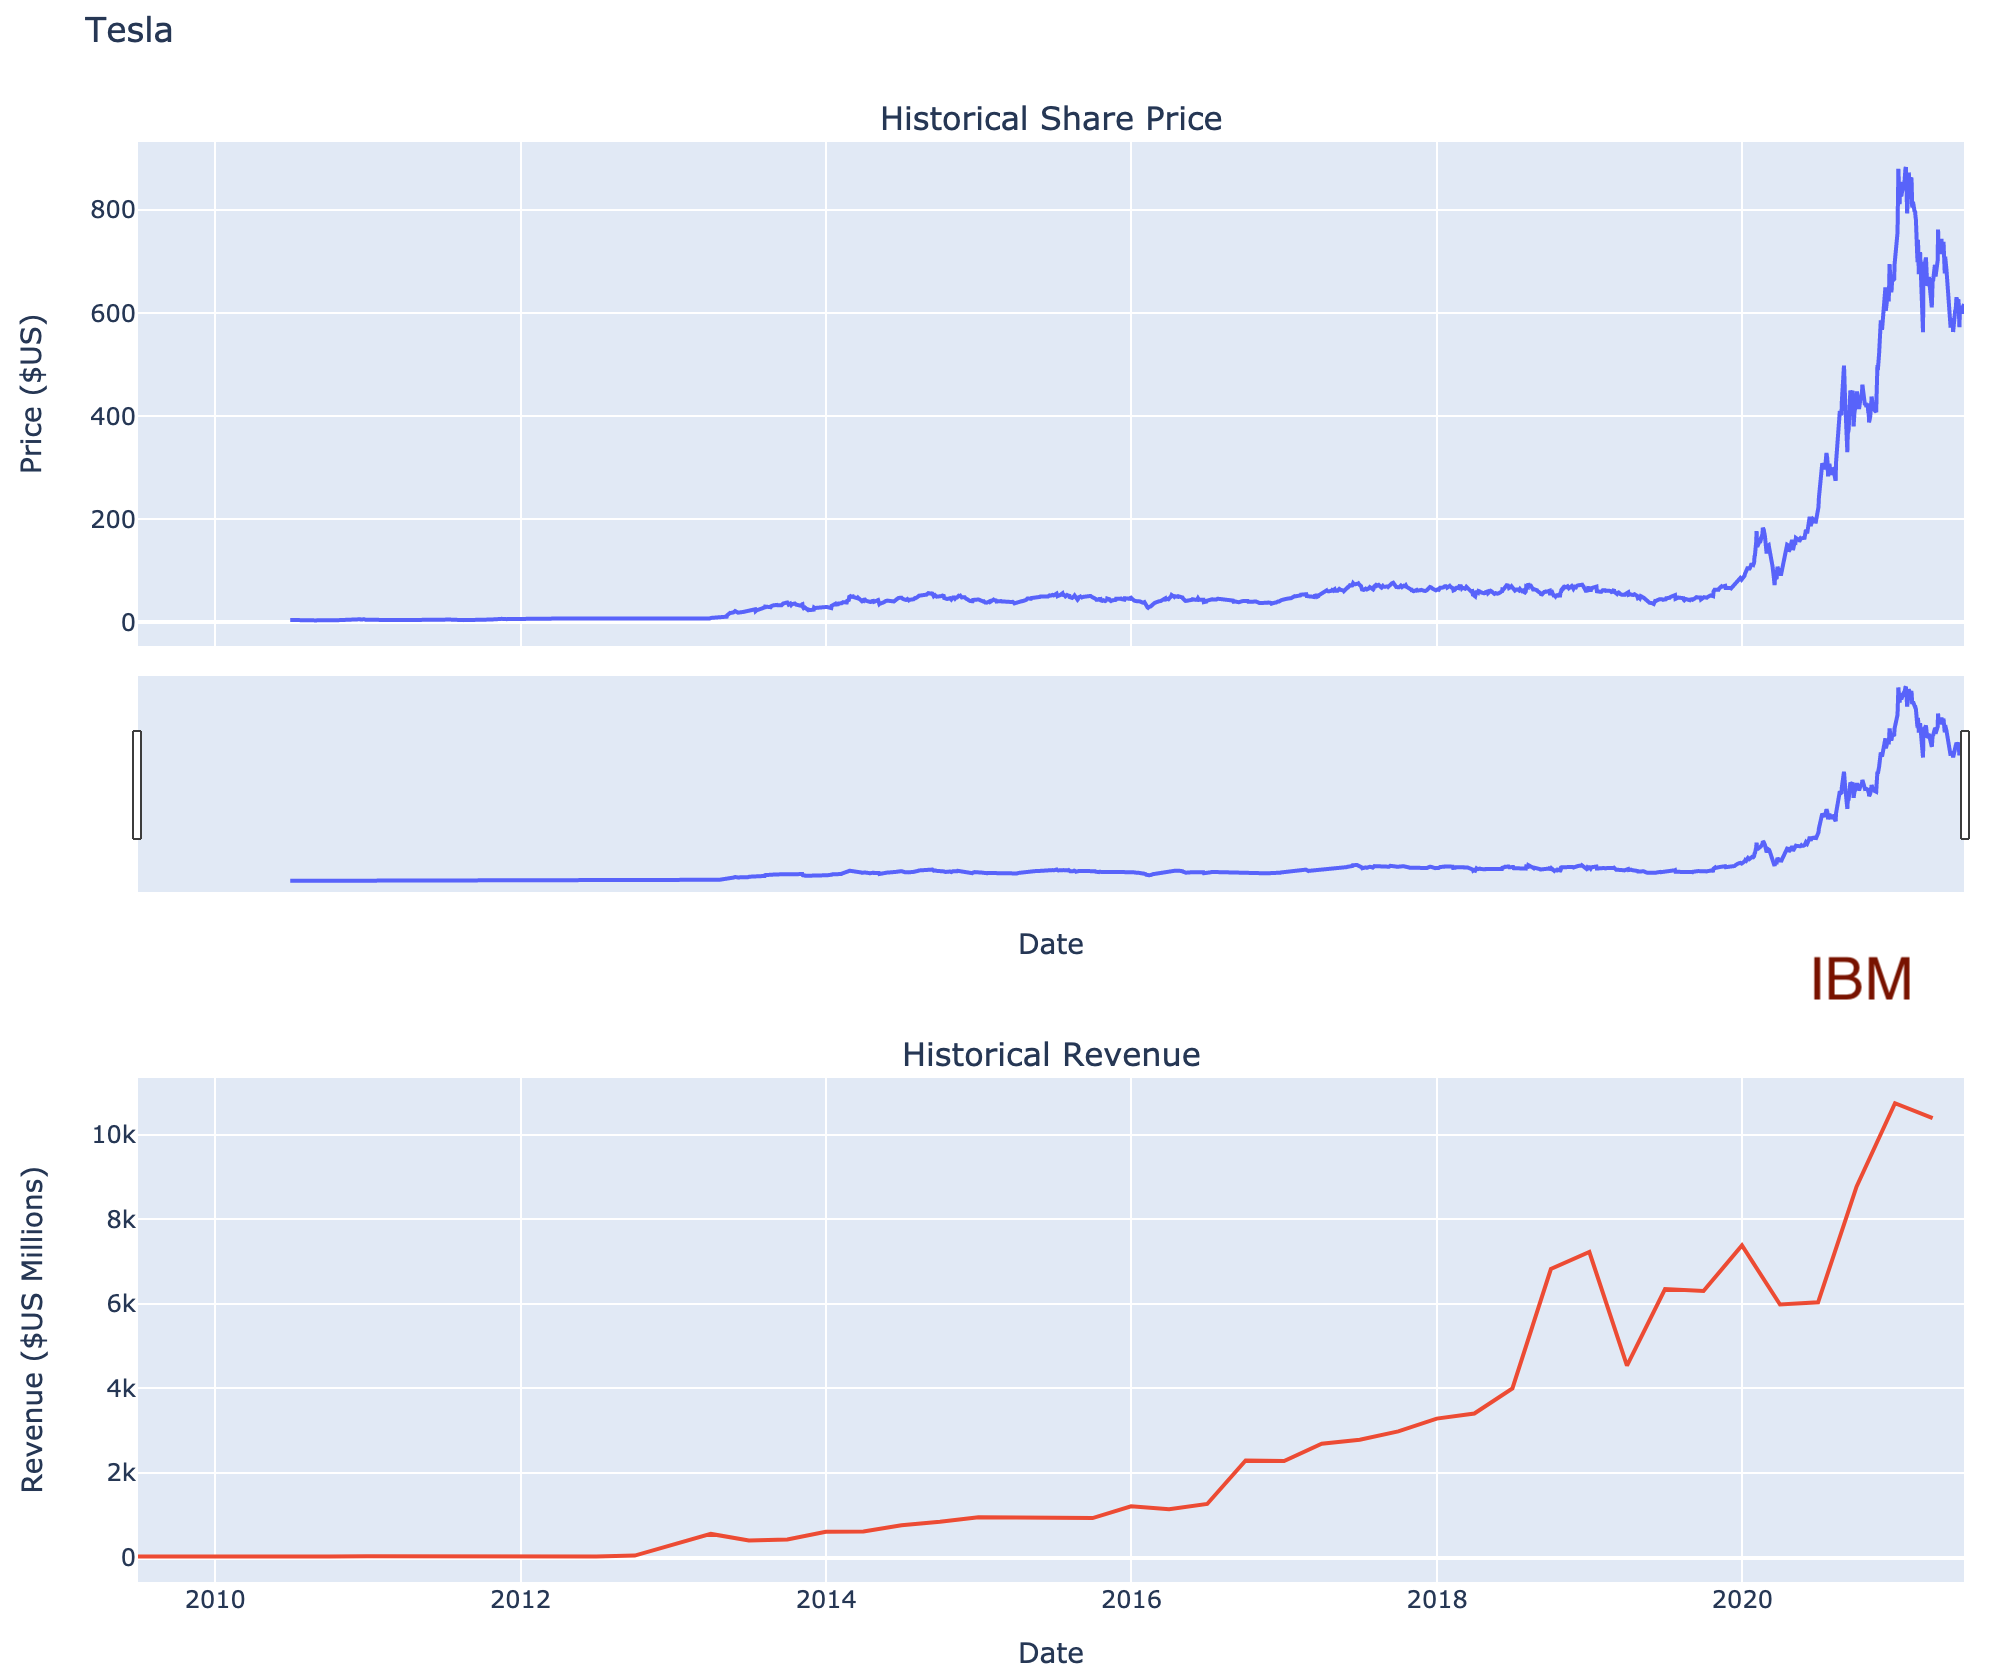 Tesla
Historical Share Price
Price ($US)
800
600
400
200
0
Date
IBM
Historical Revenue
Revenue ($US Millions)
10k
8k
6k
4k
2k
0
2010 2012 2014 2016 2018 2020
Date